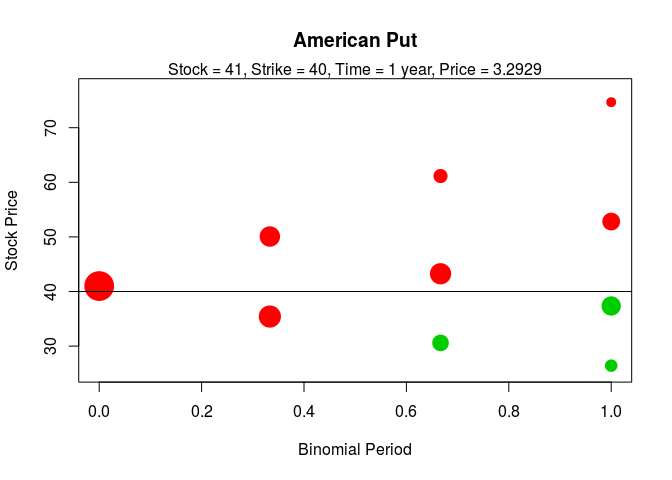 American Put
Stock = 41, Strike = 40, Time = 1 year, Price = 3.2929
Stock Price
70
60
50
40
30
0.0 0.2 0.4 0.6 0.8 1.0
Binomial Period